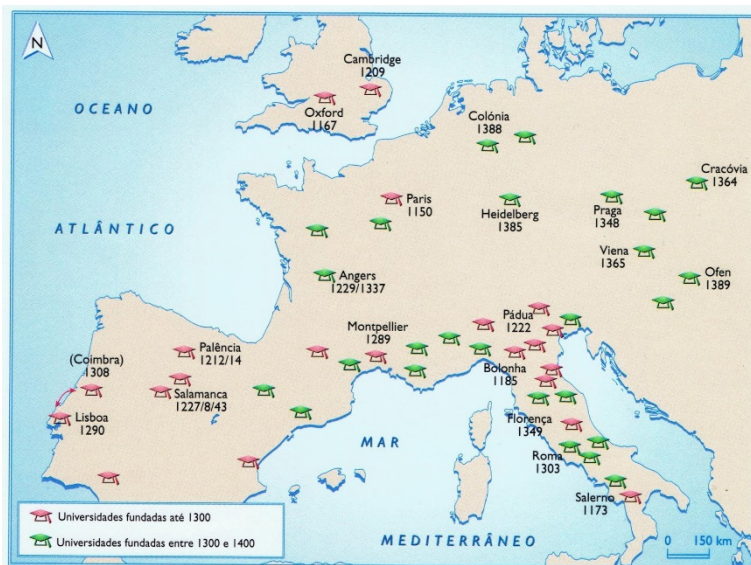 N
Cambridge
1209
Oxford
1167
OCEANO
ATLÂNTICO
Colónia
1388
Cracóvia
1364
Paris
1150
Heidelberg
1385
Praga
1348
Viena
1365
Ofen
1389
Angers
1229/1337
Pádua
1222
Montpellier
1289
Palência
1212/14
(Coimbra)
1308
Bolonha
1185
Salamanca
1227/8/43
Lisboa
1290
Florença
1349
MAR
Roma
1303
Salerno
1173
MEDITERRÂNEO
Universidades fundadas até 1300
Universidades fundadas entre 1300 e 1400
0 150 km